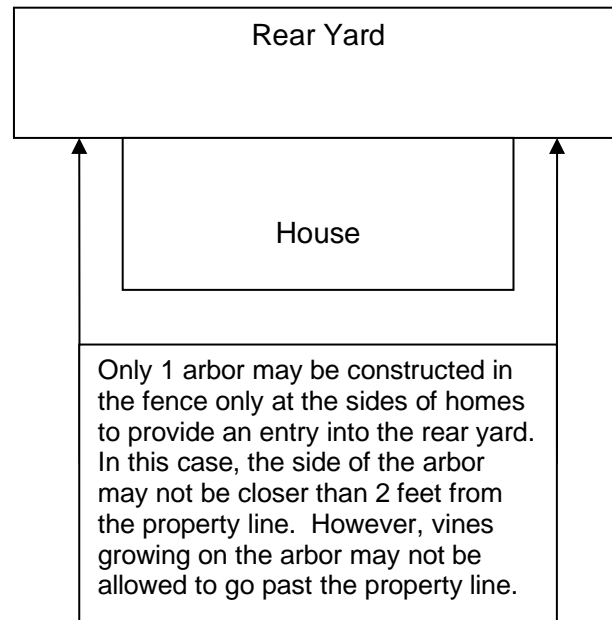 Rear Yard
House
Only 1 arbor may be constructed in
the fence only at the sides of homes
to provide an entry into the rear yard.
In this case, the side of the arbor
may not be closer than 2 feet from
the property line.  However, vines
growing on the arbor may not be
allowed to go past the property line.